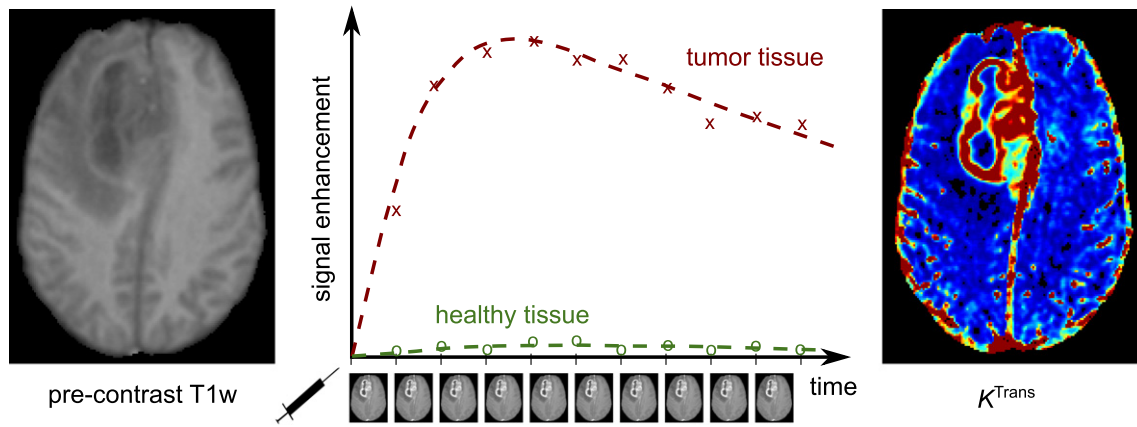 signal enhancement
tumor tissue
healthy tissue
time
pre-contrast T1w
K^Trans